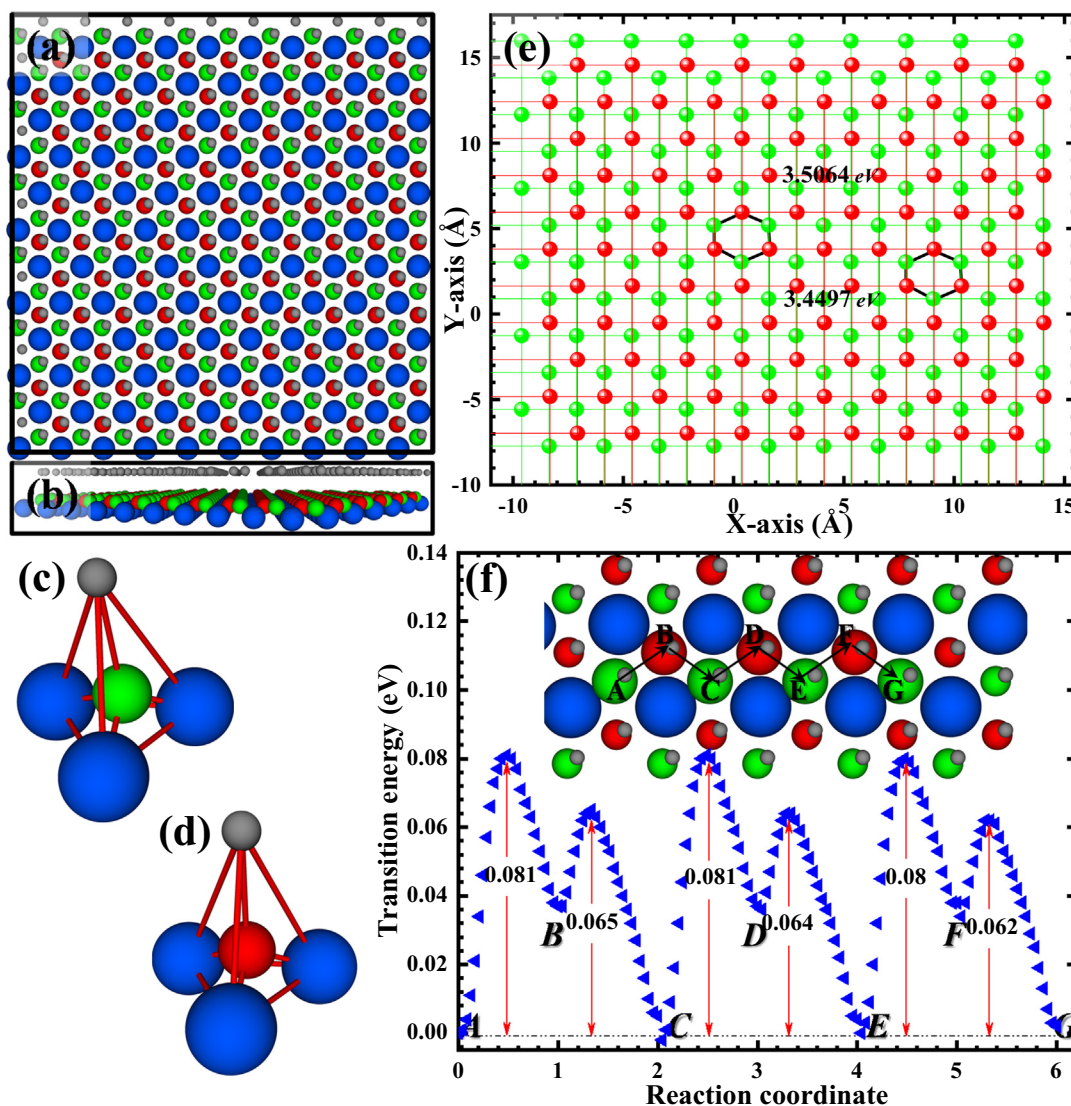 (a)
(b)
(c)
(d)
(e)
Y-axis (Å)
15
10
5
0
-5
-10
3.5064 eV
3.4497 eV
-10 -5 0 5 10 15
X-axis (Å)
(f)
Transition energy (eV)
0.14
0.12
0.10
0.08
0.06
0.04
0.02
0.00
B D F
A C E G
0.081 0.065 0.081 0.064 0.08 0.062
B D F
A C E G
0 1 2 3 4 5 6
Reaction coordinate